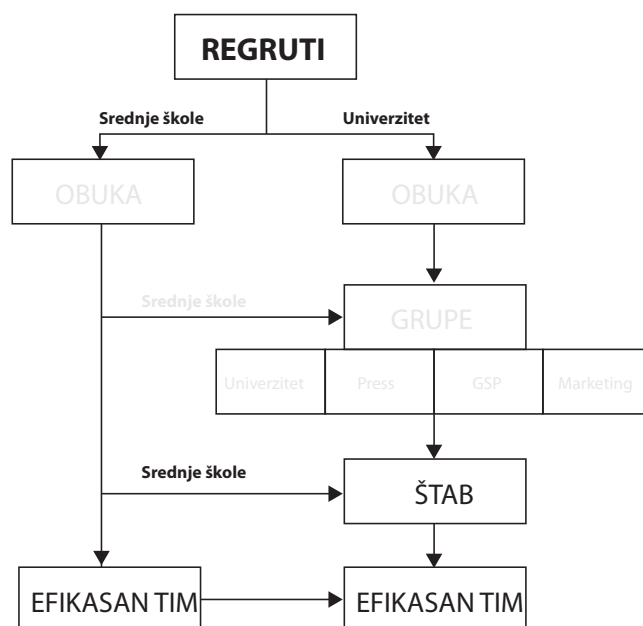 REGRUTI
Srednje škole
Univerzitet
OBUKA
OBUKA
Srednje škole
GRUPE
Univerzitet
Press
GSP
Marketing
Srednje škole
ŠTAB
EFIKASAN TIM
EFIKASAN TIM